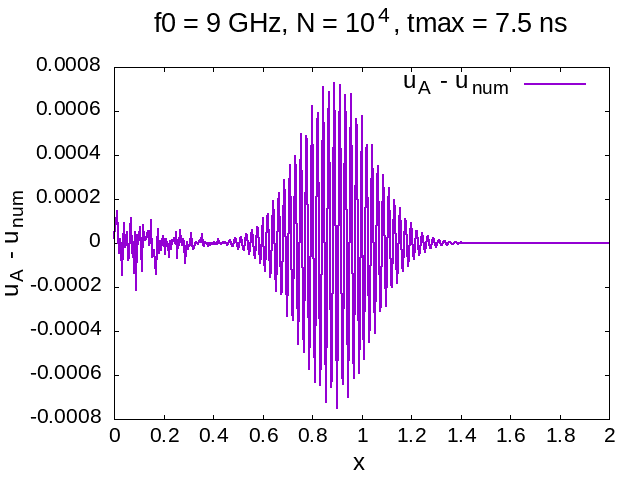 f0 = 9 GHz, N = 10^4, tmax = 7.5 ns
u_A - u_num
0.0008
0.0006
0.0004
0.0002
0
-0.0002
-0.0004
-0.0006
-0.0008
u_A - u_num
0 0.2 0.4 0.6 0.8 1 1.2 1.4 1.6 1.8 2
x